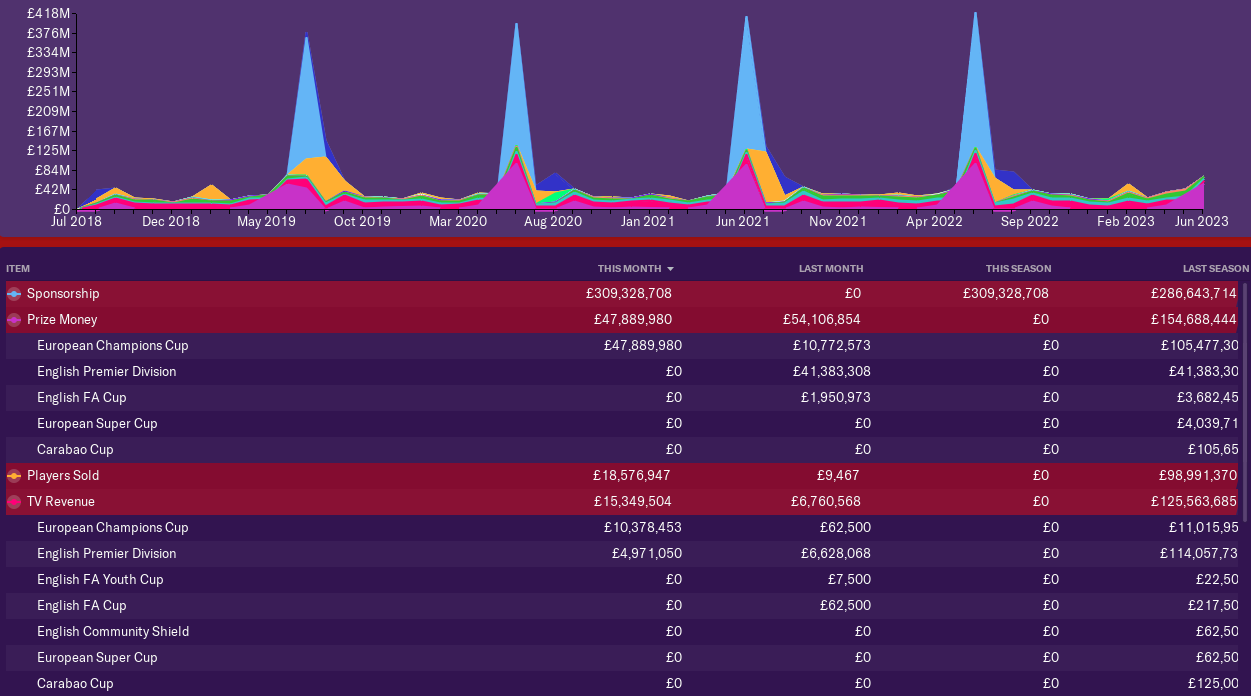 £418M
£376M
£334M
£293M
£251M
£209M
£167M
£125M
£84M
£42M
£0
Jul 2018 Dec 2018 May 2019 Oct 2019 Mar 2020 Aug 2020 Jan 2021 Jun 2021 Nov 2021 Apr 2022 Sep 2022 Feb 2023 Jun 2023
ITEM THIS MONTH LAST MONTH THIS SEASON LAST SEASON
Sponsorship £309,328,708 £0 £309,328,708 £286,643,714
Prize Money £47,889,980 £54,106,854 £0 £154,688,444
European Champions Cup £47,889,980 £10,772,573 £0 £105,477,30
English Premier Division £0 £41,383,308 £0 £41,383,30
English FA Cup £0 £1,950,973 £0 £3,682,45
European Super Cup £0 £0 £0 £4,039,71
Carabao Cup £0 £0 £0 £105,65
Players Sold £18,576,947 £9,467 £0 £98,991,370
TV Revenue £15,349,504 £6,760,568 £0 £125,563,685
European Champions Cup £10,378,453 £62,500 £0 £11,015,95
English Premier Division £4,971,050 £6,628,068 £0 £114,057,73
English FA Youth Cup £0 £7,500 £0 £22,50
English FA Cup £0 £62,500 £0 £217,50
English Community Shield £0 £0 £0 £62,50
European Super Cup £0 £0 £0 £62,50
Carabao Cup £0 £0 £0 £125,00